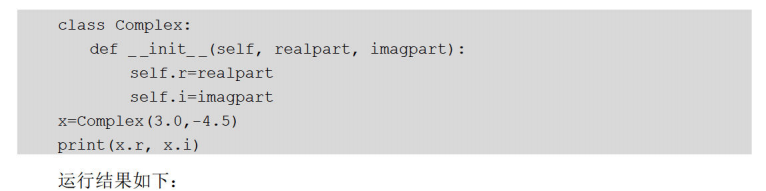 class Complex:
def __init__(self, realpart, imagpart):
self.r=realpart
self.i=imagpart
x=Complex(3.0,-4.5)
print(x.r, x.i)
运行结果如下：